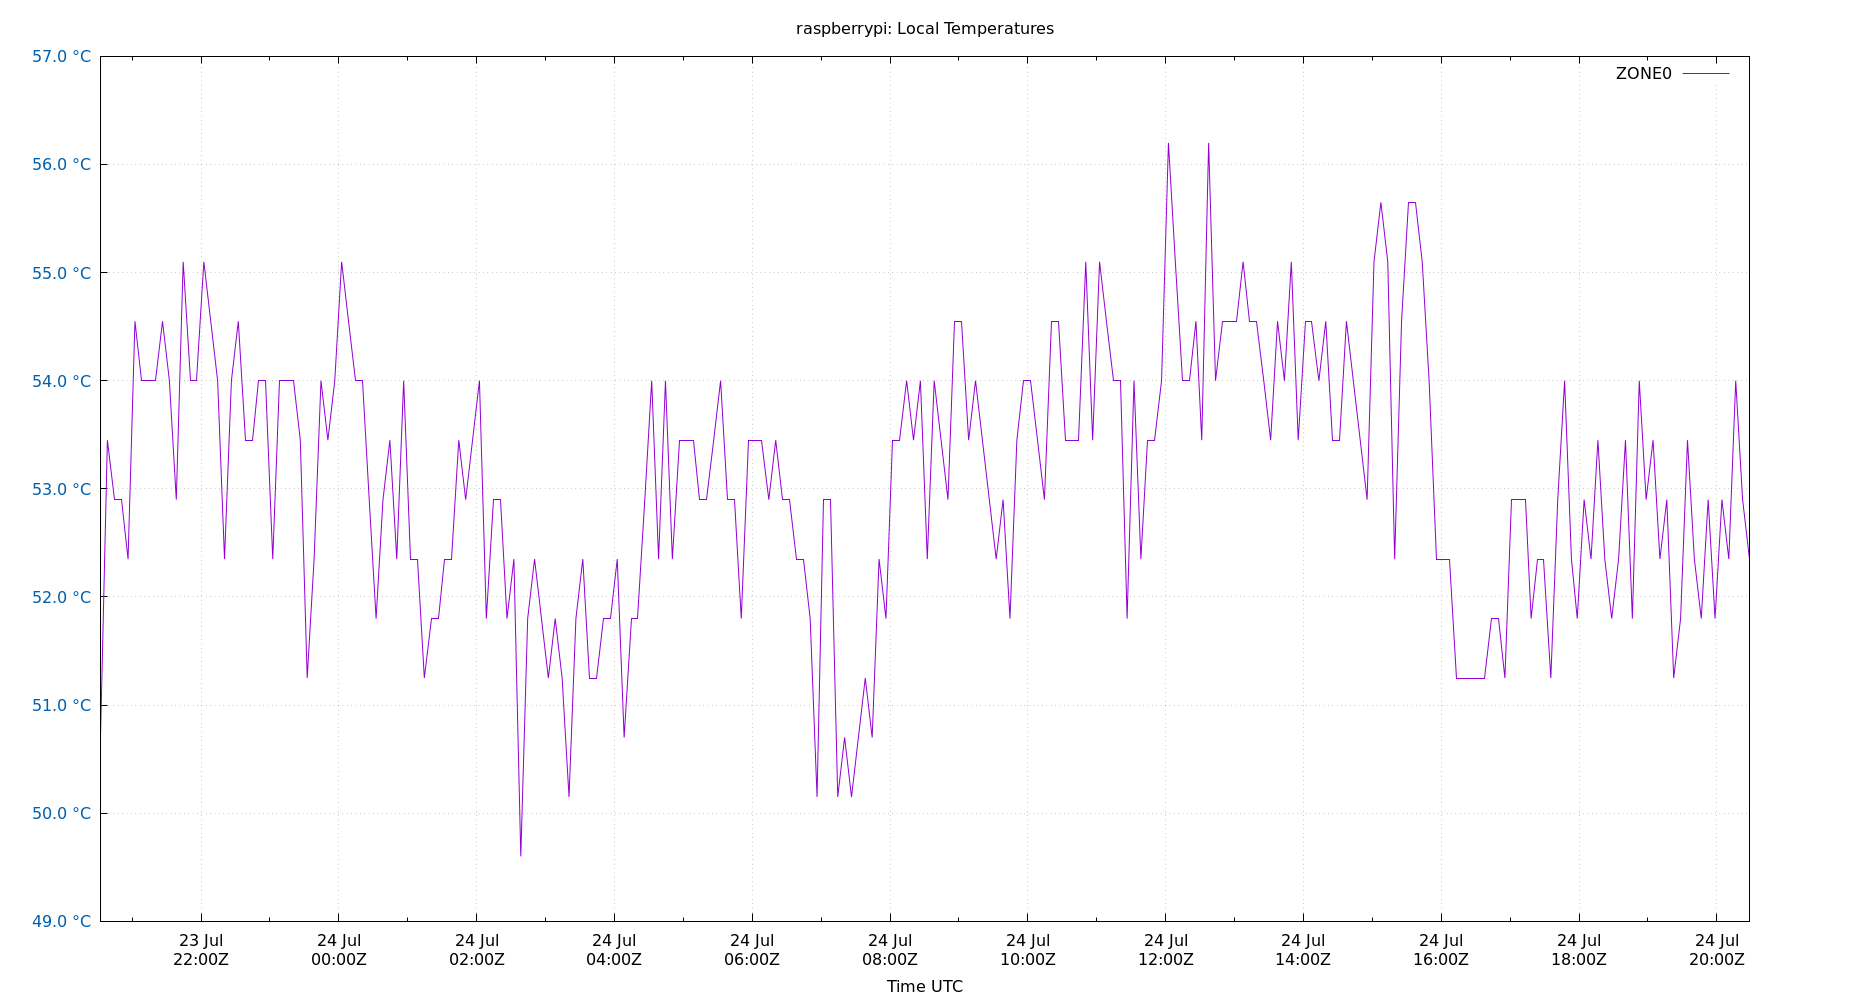 raspberrypi: Local Temperatures
57.0 °C
ZONE0
56.0 °C
55.0 °C
54.0 °C
53.0 °C
52.0 °C
51.0 °C
50.0 °C
49.0 °C
23 Jul 24 Jul 24 Jul 24 Jul 24 Jul 24 Jul 24 Jul 24 Jul 24 Jul 24 Jul 24 Jul 24 Jul
22:00Z 00:00Z 02:00Z 04:00Z 06:00Z 08:00Z 10:00Z 12:00Z 14:00Z 16:00Z 18:00Z 20:00Z
Time UTC